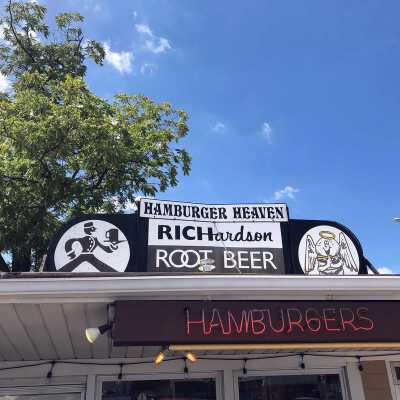 HAMBURGER HEAVEN
RICHardson
ROOT BEER
HAMBURGERS